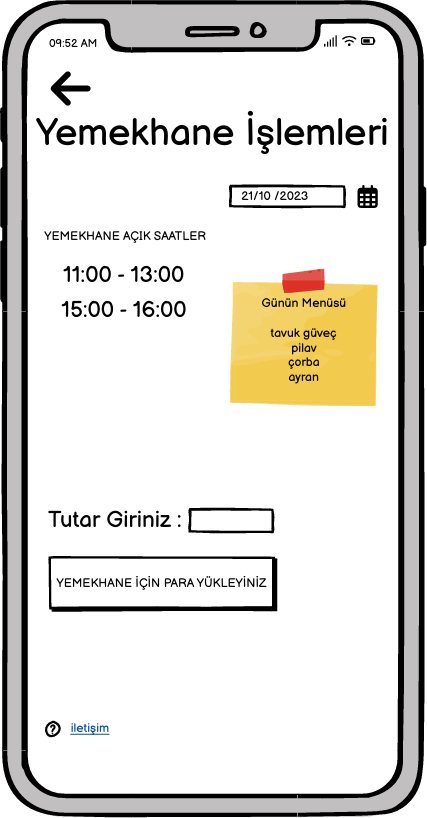 09:52 AM
Yemekhane İşlemleri
21/10 /2023
YEMEKHANE AÇIK SAATLER
11:00 - 13:00
15:00 - 16:00
Günün Menüsü
tavuk güveç
pilav
çorba
ayran
Tutar Giriniz :
YEMEKHANE İÇİN PARA YÜKLEYİNİZ
? iletişim